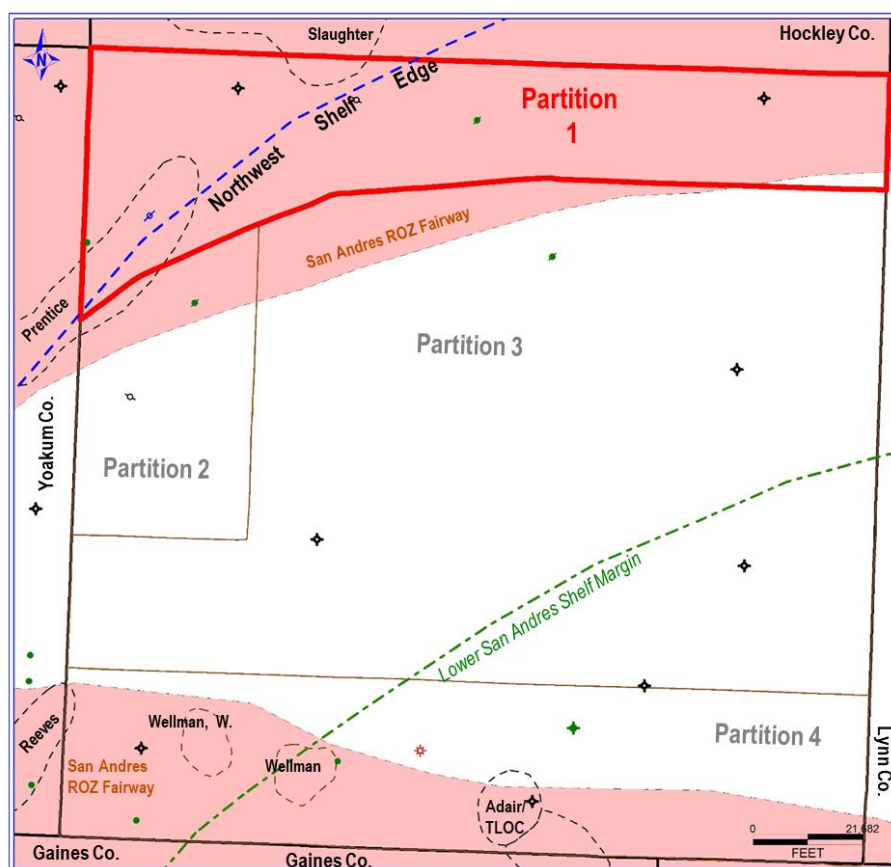 Slaughter
Hockley Co.
N
Edge
Shelf
Northwest
Partition
1
San Andres ROZ Fairway
Prentice
Partition 3
Yoakum Co.
Partition 2
Lower San Andres Shelf Margin
Reeves
Wellman, W.
Partition 4
Lynn Co.
San Andres
ROZ Fairway
Wellman
Adair/
TLOC
0 21,682
FEET
Gaines Co.
Gaines Co.